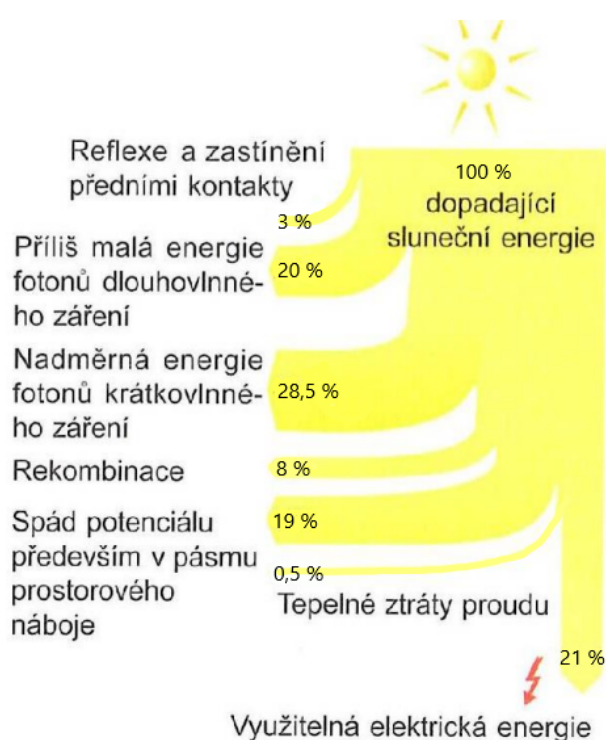 Reflexe a zastínění
předními kontakty
3 %
100 %
dopadající
sluneční energie
Příliš malá energie
fotonů dlouhovlnné-
ho záření
20 %
Nadměrná energie
fotonů krátkovlnné-
ho záření
28,5 %
Rekombinace
8 %
Spád potenciálu
především v pásmu
prostorového
náboje
19 %
0,5 %
Tepelné ztráty proudu
21 %
Využitelná elektrická energie